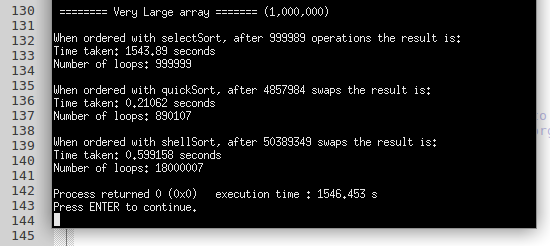 130
131
132
133
134
135
136
137
138
139
140
141
142
143
144
145
======== Very Large array ======= (1,000,000)
When ordered with selectSort, after 999989 operations the result is:
Time taken: 1543.89 seconds
Number of loops: 999999
When ordered with quickSort, after 4857984 swaps the result is:
Time taken: 0.21062 seconds
Number of loops: 890107
When ordered with shellSort, after 50389349 swaps the result is:
Time taken: 0.599158 seconds
Number of loops: 18000007
Process returned 0 (0x0)   execution time : 1546.453 s
Press ENTER to continue.
to